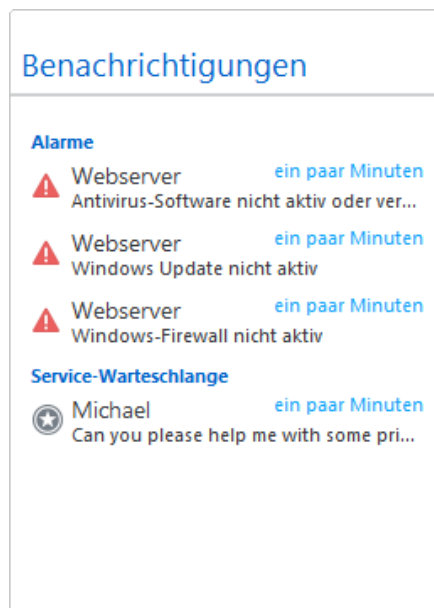 Benachrichtigungen
Alarme
Webserver ein paar Minuten
Antivirus-Software nicht aktiv oder ver...
Webserver ein paar Minuten
Windows Update nicht aktiv
Webserver ein paar Minuten
Windows-Firewall nicht aktiv
Service-Warteschlange
Michael ein paar Minuten
Can you please help me with some pri...